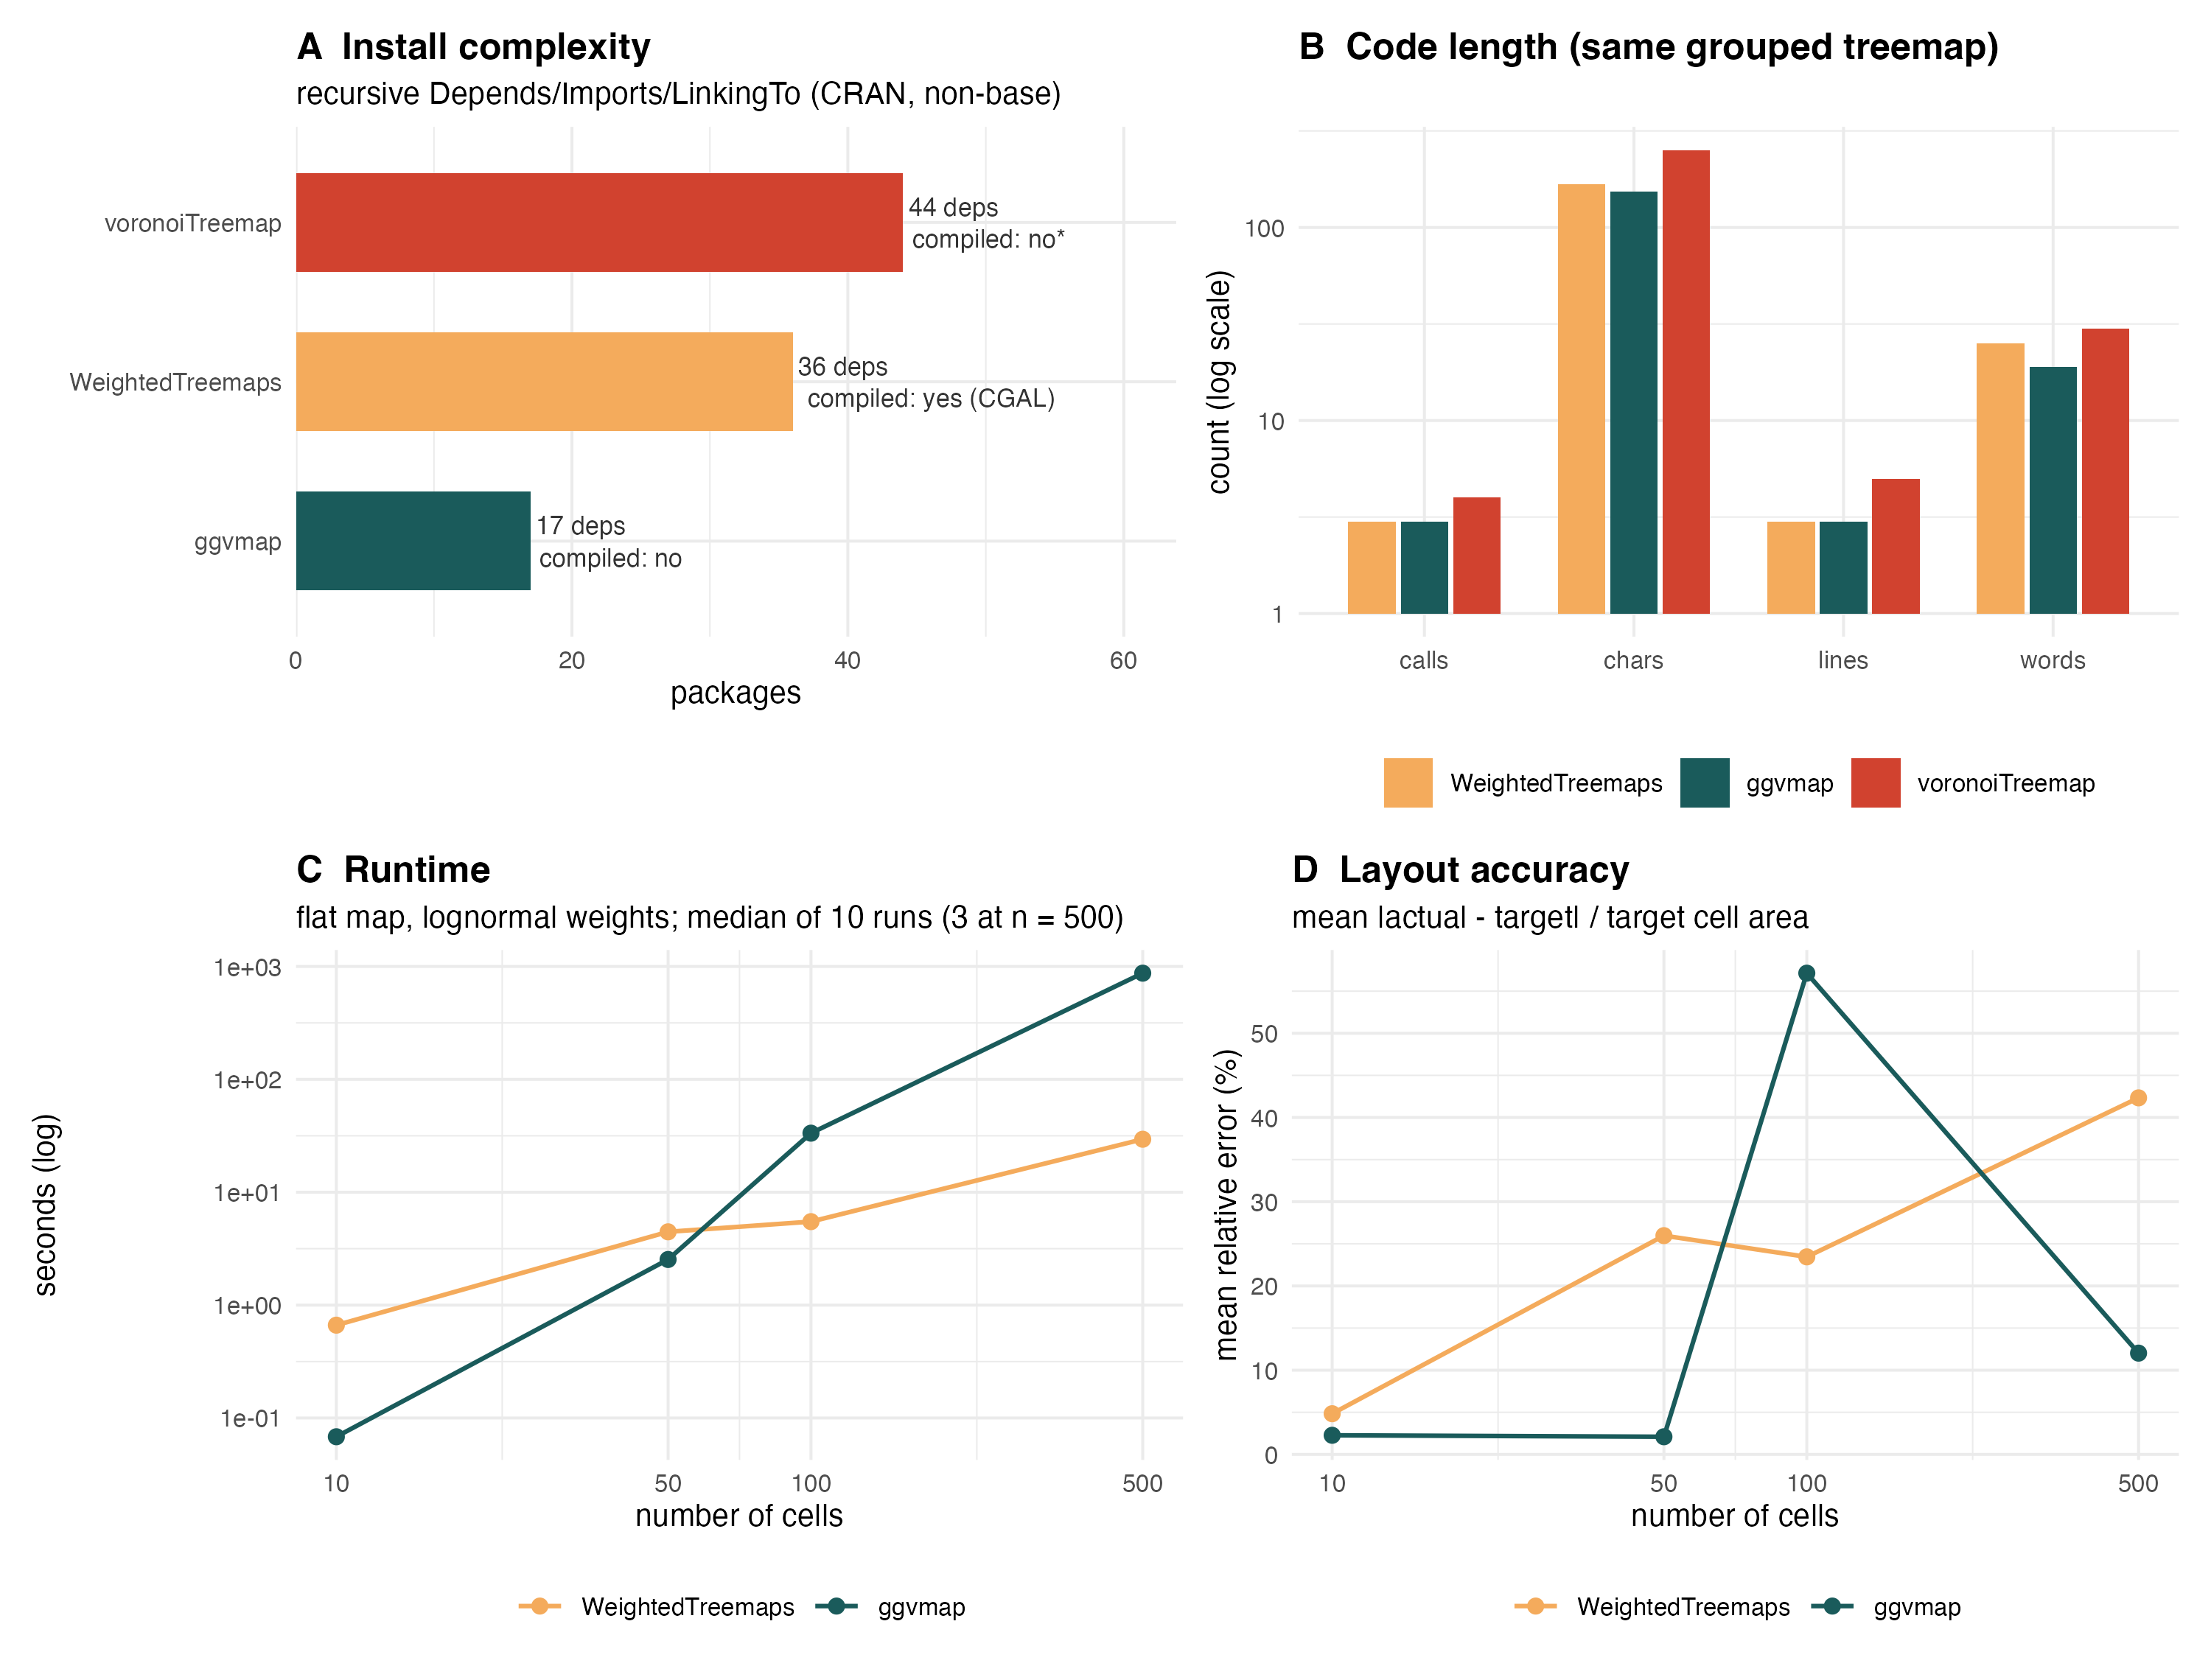 A Install complexity
recursive Depends/Imports/LinkingTo (CRAN, non-base)
voronoiTreemap
44 deps
compiled: no*
WeightedTreemaps
36 deps
compiled: yes (CGAL)
ggvmap
17 deps
compiled: no
0 20 40 60
packages
B Code length (same grouped treemap)
count (log scale)
100
10
1
calls chars lines words
WeightedTreemaps ggvmap voronoiTreemap
C Runtime
flat map, lognormal weights; median of 10 runs (3 at n = 500)
seconds (log)
1e+03
1e+02
1e+01
1e+00
1e-01
10 50 100 500
number of cells
WeightedTreemaps ggvmap
D Layout accuracy
mean |actual - target| / target cell area
mean relative error (%)
50
40
30
20
10
0
10 50 100 500
number of cells
WeightedTreemaps ggvmap